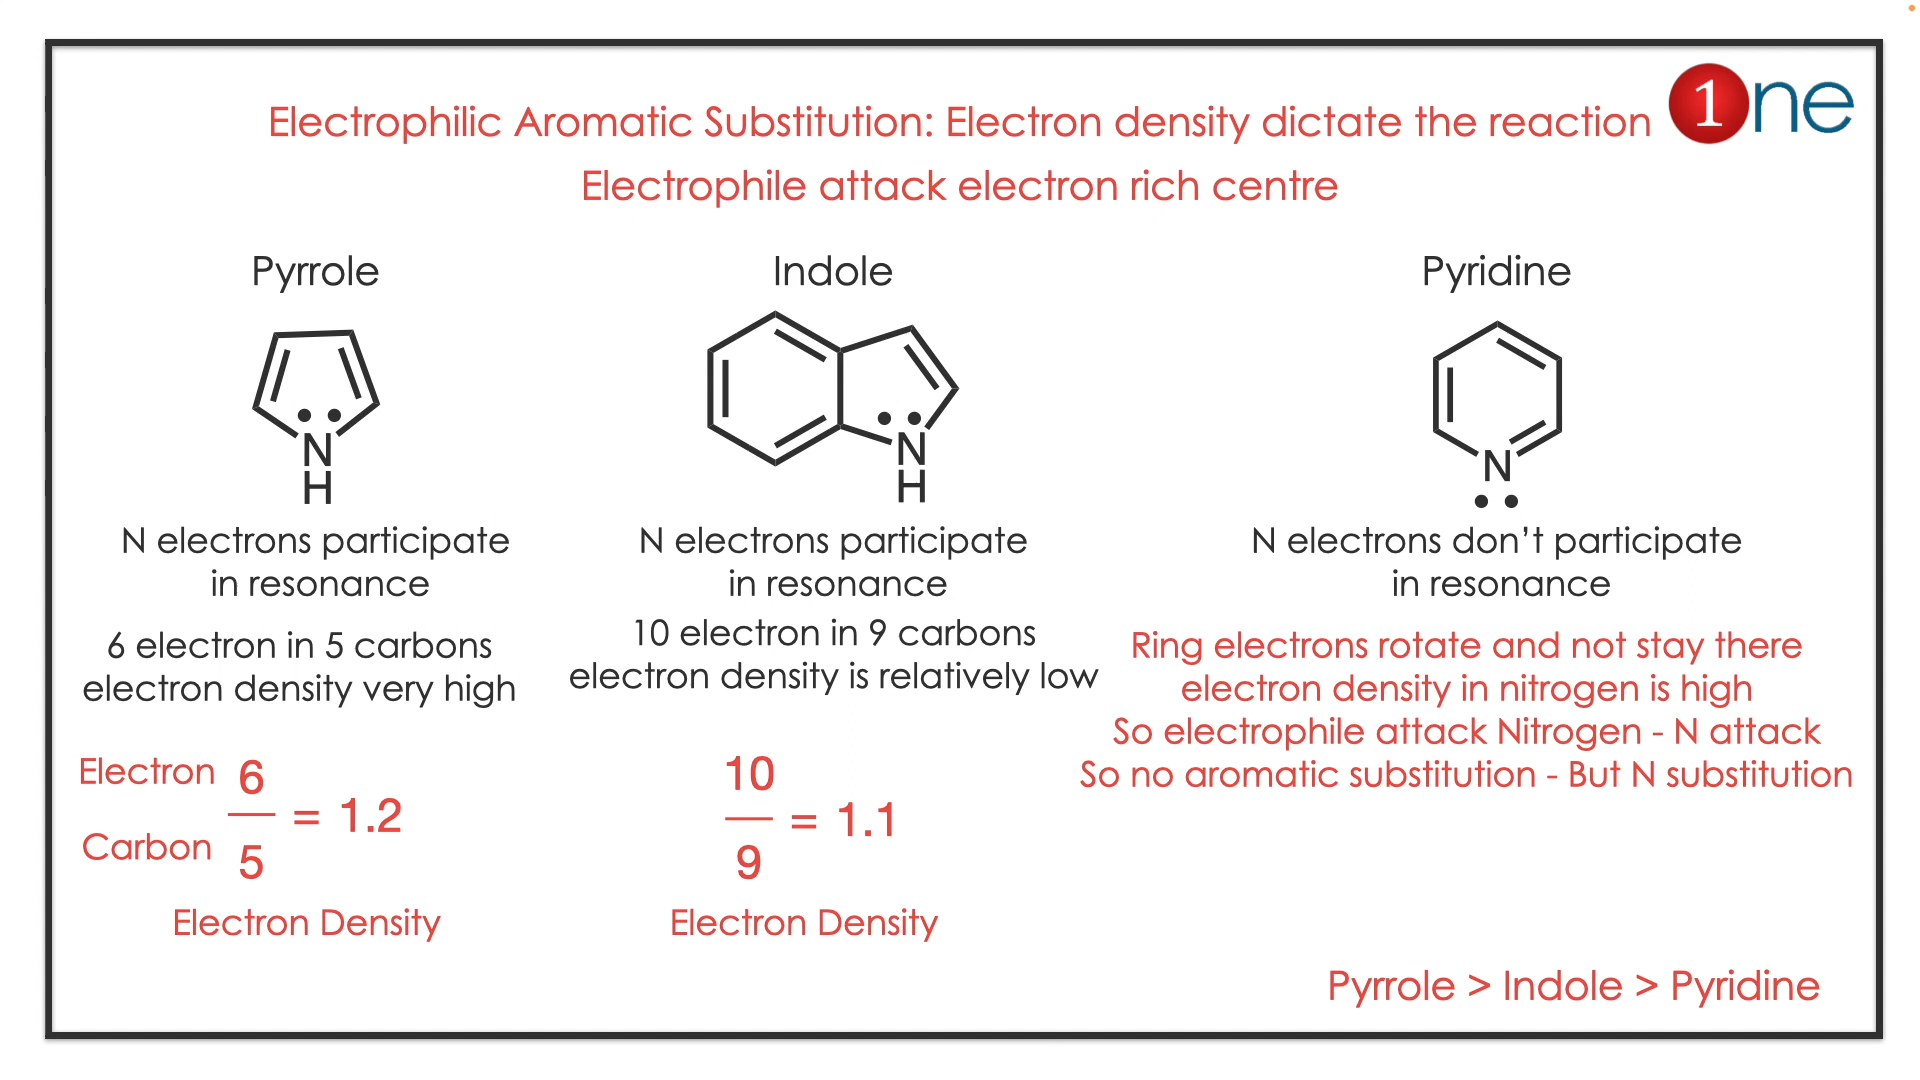 Electrophilic Aromatic Substitution: Electron density dictate the reaction
1ne
Electrophile attack electron rich centre
Pyrrole
N
H
N electrons participate
in resonance
6 electron in 5 carbons
electron density very high
Electron 6
= 1.2
Carbon 5
Electron Density
Indole
N
H
N electrons participate
in resonance
10 electron in 9 carbons
electron density is relatively low
10
= 1.1
9
Electron Density
Pyridine
N
N electrons don't participate
in resonance
Ring electrons rotate and not stay there
electron density in nitrogen is high
So electrophile attack Nitrogen - N attack
So no aromatic substitution - But N substitution
Pyrrole > Indole > Pyridine